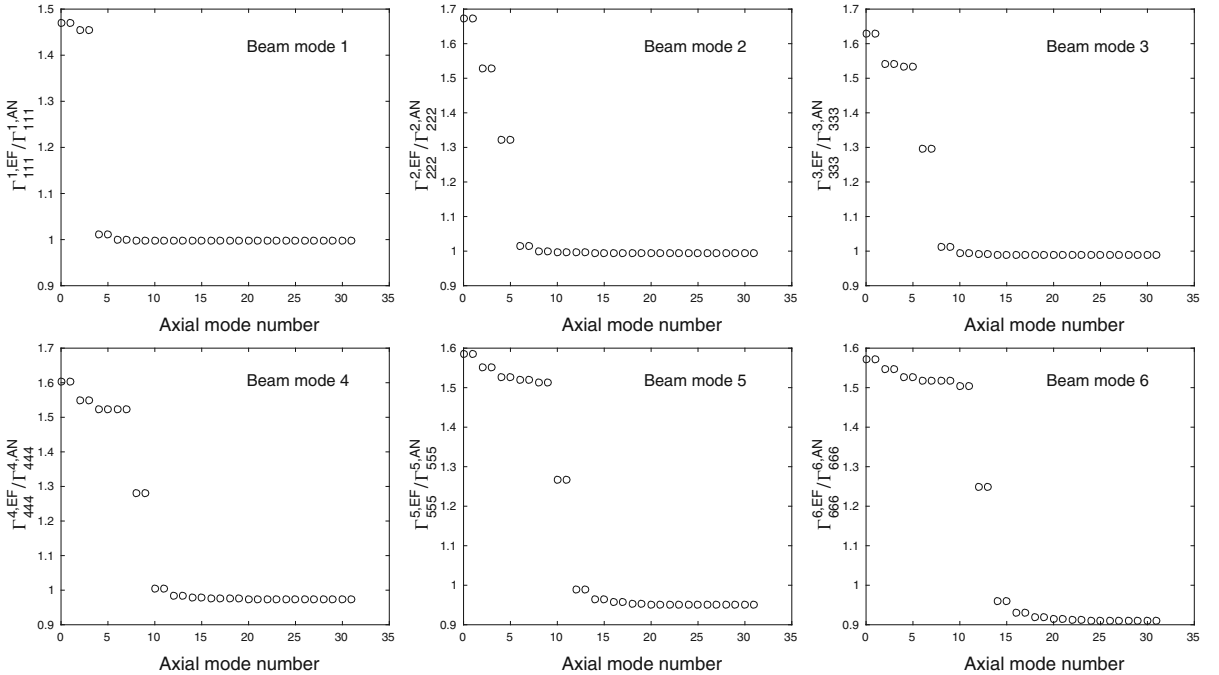 1.5
1.4
1.3
1.2
1.1
1
0.9
0 5 10 15 20 25 30 35
Γ^{1,EF}_{111}/Γ^{1,AN}_{111}
Beam mode 1
Axial mode number
1.7
1.6
1.5
1.4
1.3
1.2
1.1
1
0.9
0 5 10 15 20 25 30 35
Γ^{2,EF}_{222}/Γ^{2,AN}_{222}
Beam mode 2
Axial mode number
1.7
1.6
1.5
1.4
1.3
1.2
1.1
1
0.9
0 5 10 15 20 25 30 35
Γ^{3,EF}_{333}/Γ^{3,AN}_{333}
Beam mode 3
Axial mode number
1.7
1.6
1.5
1.4
1.3
1.2
1.1
1
0.9
0 5 10 15 20 25 30 35
Γ^{4,EF}_{444}/Γ^{4,AN}_{444}
Beam mode 4
Axial mode number
1.6
1.5
1.4
1.3
1.2
1.1
1
0.9
0 5 10 15 20 25 30 35
Γ^{5,EF}_{555}/Γ^{5,AN}_{555}
Beam mode 5
Axial mode number
1.6
1.5
1.4
1.3
1.2
1.1
1
0.9
0 5 10 15 20 25 30 35
Γ^{6,EF}_{666}/Γ^{6,AN}_{666}
Beam mode 6
Axial mode number